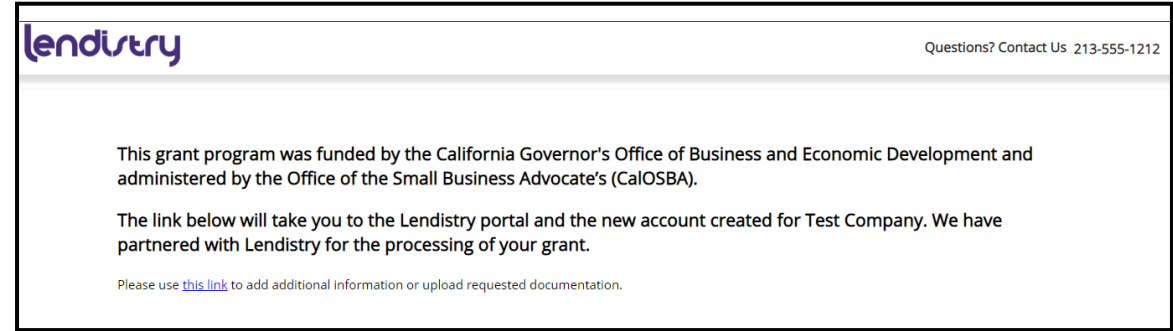 lendistry
Questions? Contact Us 213-555-1212
This grant program was funded by the California Governor's Office of Business and Economic Development and
administered by the Office of the Small Business Advocate’s (CalOSBA).
The link below will take you to the Lendistry portal and the new account created for Test Company. We have
partnered with Lendistry for the processing of your grant.
Please use this link to add additional information or upload requested documentation.